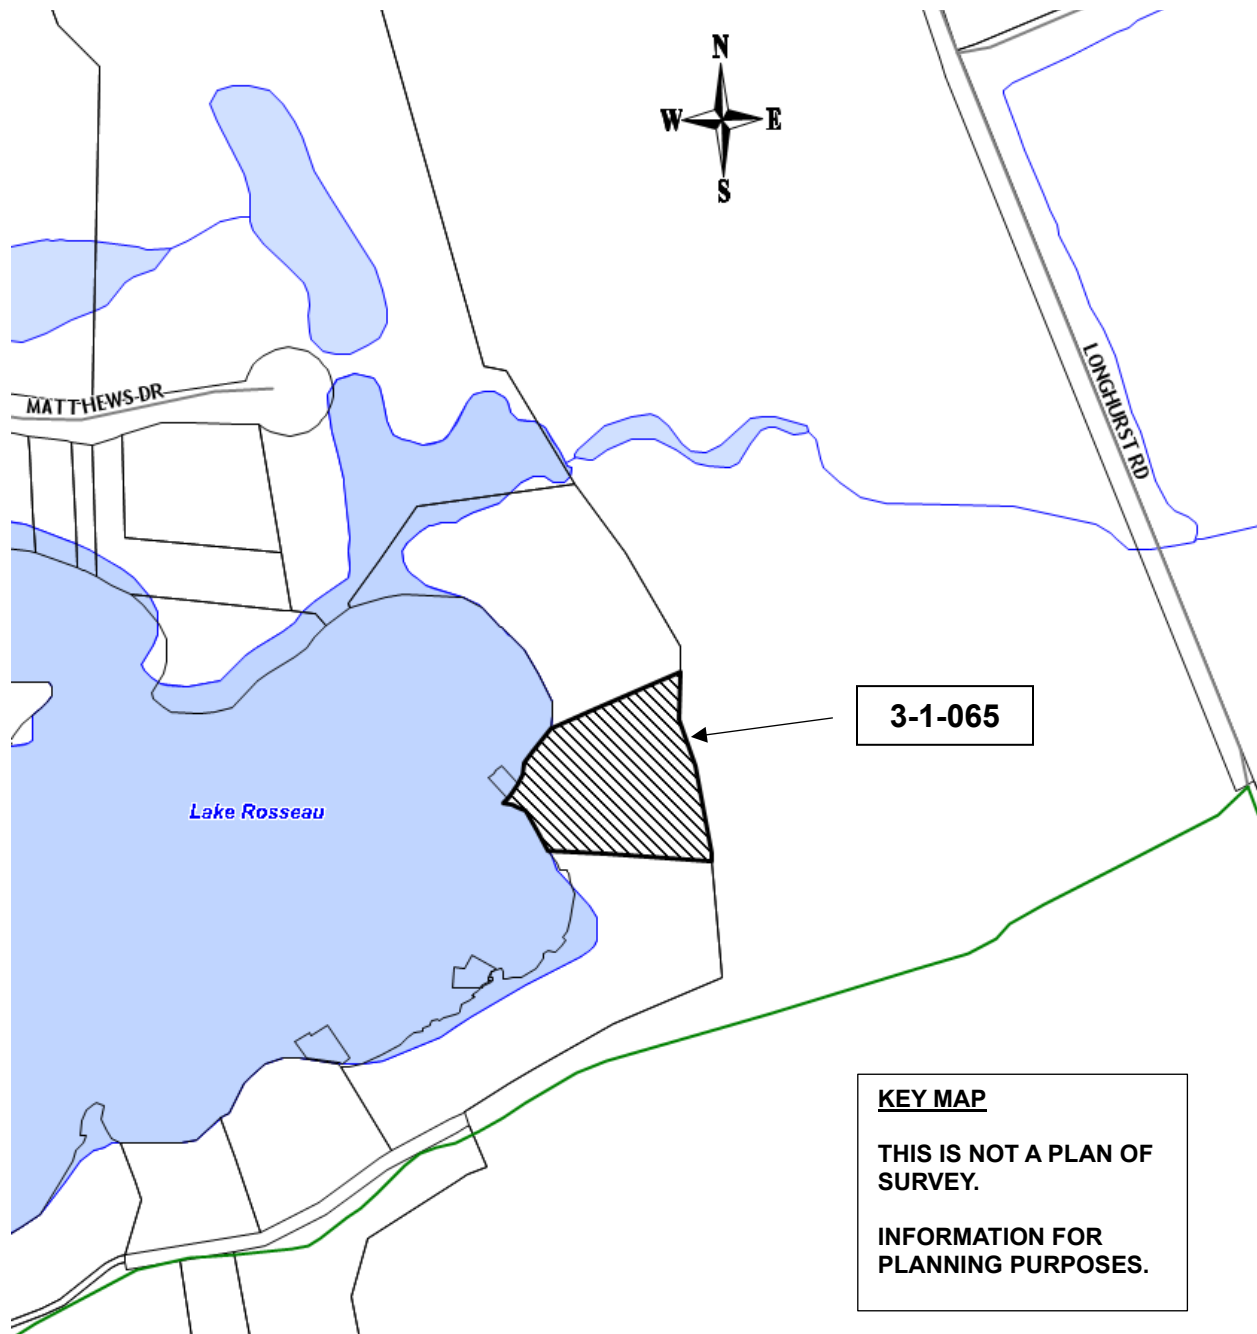 N
W E
S
MATTHEWS DR
LONGHURST RD
3-1-065
Lake Rosseau
KEY MAP
THIS IS NOT A PLAN OF
SURVEY.
INFORMATION FOR
PLANNING PURPOSES.